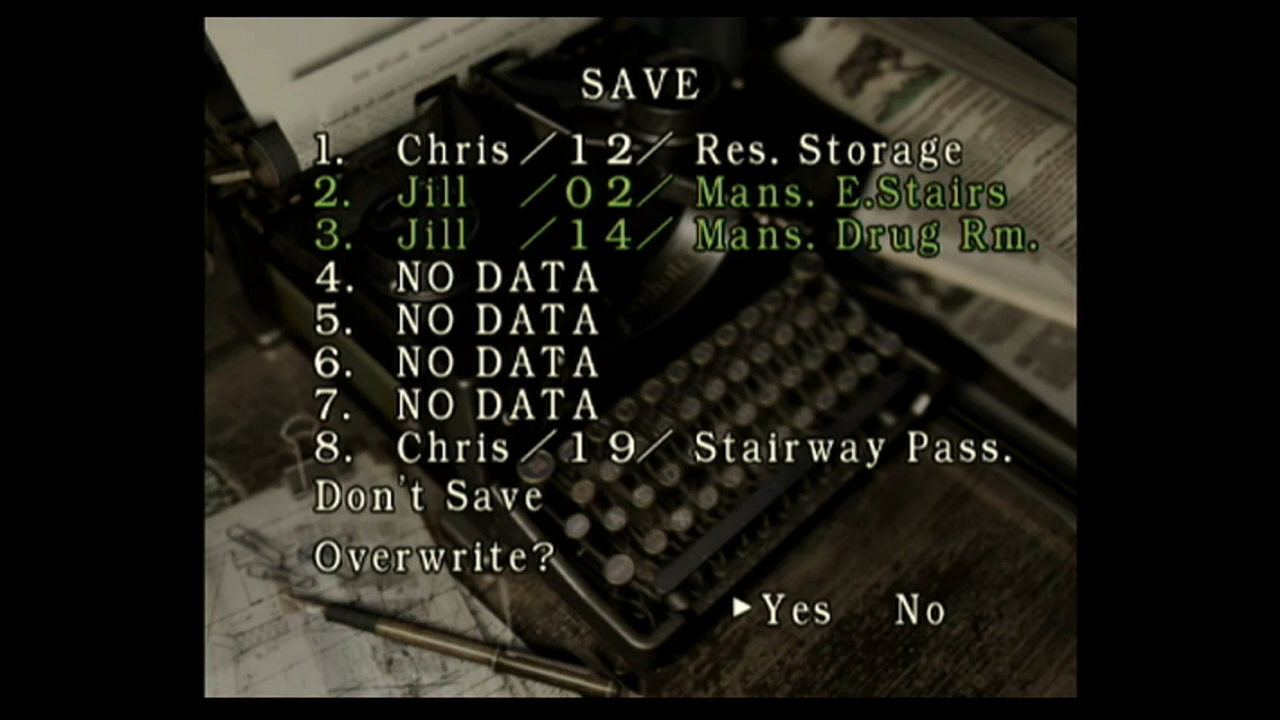 SAVE
1. Chris/12/ Res. Storage
2. Jill /02/ Mans. E.Stairs
3. Jill /14/ Mans. Drug Rm.
4. NO DATA
5. NO DATA
6. NO DATA
7. NO DATA
8. Chris/19/ Stairway Pass.
Don't Save
Overwrite?
▶Yes No